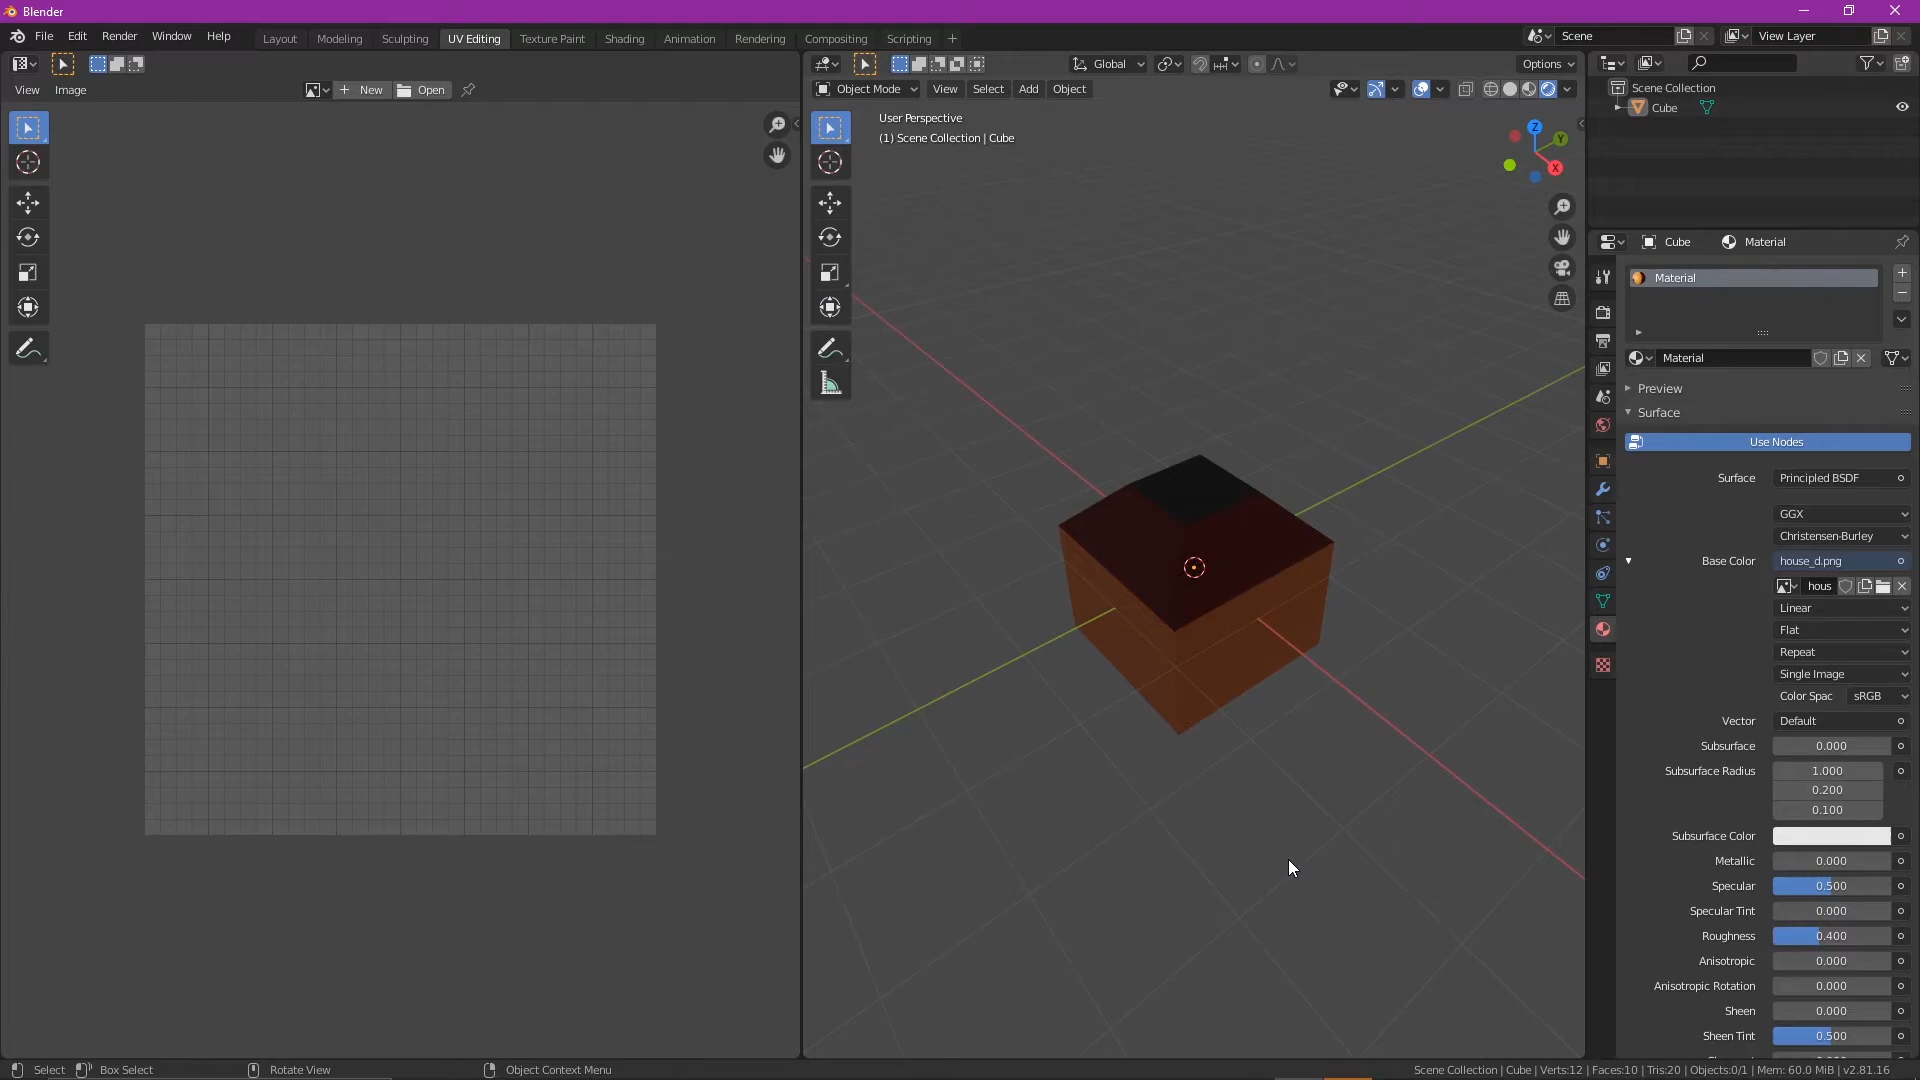 Blender
File Edit Render Window Help
Layout Modeling Sculpting UV Editing Texture Paint Shading Animation Rendering Compositing Scripting +
Scene
View Layer
Global
Options
View Image
New
Open
Object Mode View Select Add Object
User Perspective
(1) Scene Collection | Cube
Z
Y
X
Scene Collection
Cube
Cube Material
Material
Material
Preview
Surface
Use Nodes
Surface Principled BSDF
GGX
Christensen-Burley
Base Color house_d.png
hous
Linear
Flat
Repeat
Single Image
Color Spac sRGB
Vector Default
Subsurface 0.000
Subsurface Radius 1.000
0.200
0.100
Subsurface Color
Metallic 0.000
Specular 0.500
Specular Tint 0.000
Roughness 0.400
Anisotropic 0.000
Anisotropic Rotation 0.000
Sheen 0.000
Sheen Tint 0.500
Select Box Select Rotate View Object Context Menu
Scene Collection | Cube | Verts:12 | Faces:10 | Tris:20 | Objects:0/1 | Mem: 60.0 MiB | v2.81.16